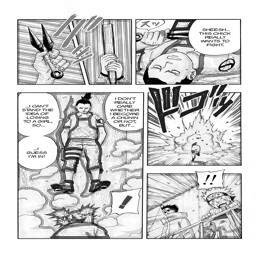 SHEESH...
THIS CHICK
REALLY
WANTS TO
FIGHT.
!!
I DON'T
REALLY
CARE
WHETHER
I BECOME
A CHUNIN
OR NOT,
BUT...
I CAN'T
STAND THE
IDEA OF
LOSING
TO A GIRL,
SO...
I
GUESS
I'M IN!
!